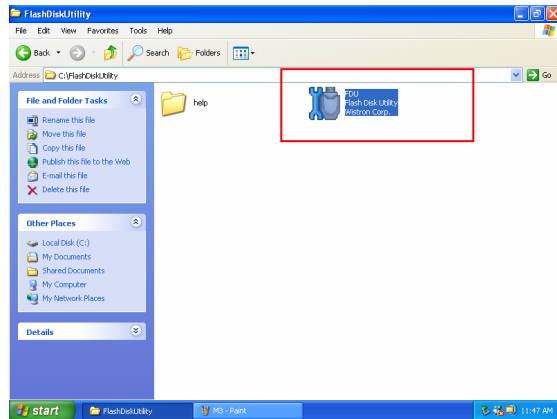 FlashDiskUtility
File Edit View Favorites Tools Help
Back Search Folders
Address C:\FlashDiskUtility Go
File and Folder Tasks
Rename this file
Move this file
Copy this file
Publish this file to the Web
E-mail this file
Delete this file
Other Places
Local Disk (C:)
My Documents
Shared Documents
My Computer
My Network Places
Details
help
FDU
Flash Disk Utility
Wistron Corp.
start FlashDiskUtility M3 - Paint 11:47 AM